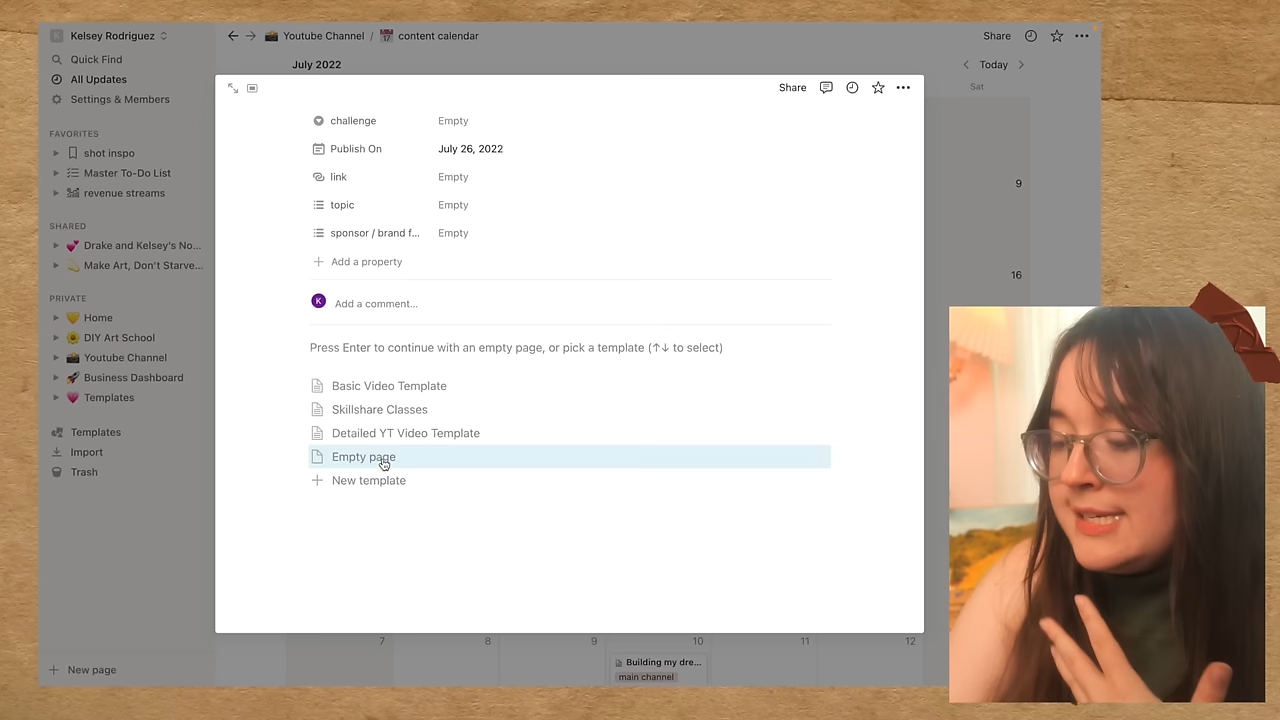 Kelsey Rodriguez
Youtube Channel / content calendar
Share
Quick Find
All Updates
Settings & Members
July 2022
Today
Sat
Share
FAVORITES
shot inspo
Master To-Do List
revenue streams
SHARED
Drake and Kelsey's No...
Make Art, Don't Starve...
PRIVATE
Home
DIY Art School
Youtube Channel
Business Dashboard
Templates
Templates
Import
Trash
New page
challenge Empty
Publish On July 26, 2022
link Empty
topic Empty
sponsor / brand f... Empty
Add a property
K Add a comment...
Press Enter to continue with an empty page, or pick a template (↑↓ to select)
Basic Video Template
Skillshare Classes
Detailed YT Video Template
Empty page
New template
9
16
7 8 9 10 11 12
Building my dre...
main channel